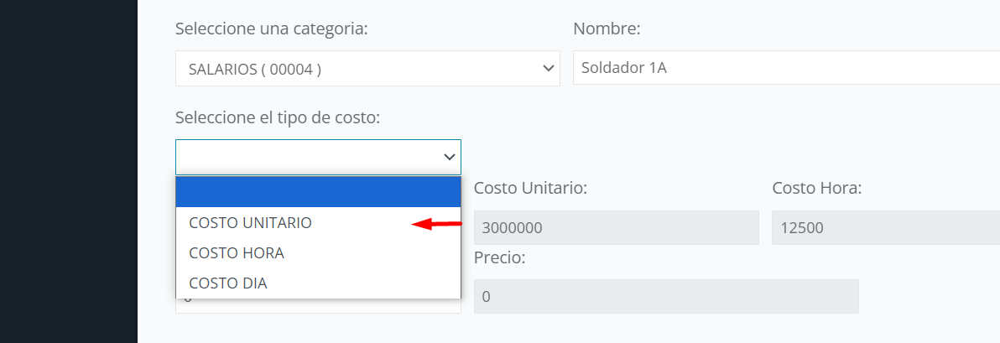 Seleccione una categoria:
Nombre:
SALARIOS ( 00004 )
Soldador 1A
Seleccione el tipo de costo:
COSTO UNITARIO
COSTO HORA
COSTO DIA
Costo Unitario:
Costo Hora:
3000000
12500
Precio:
0